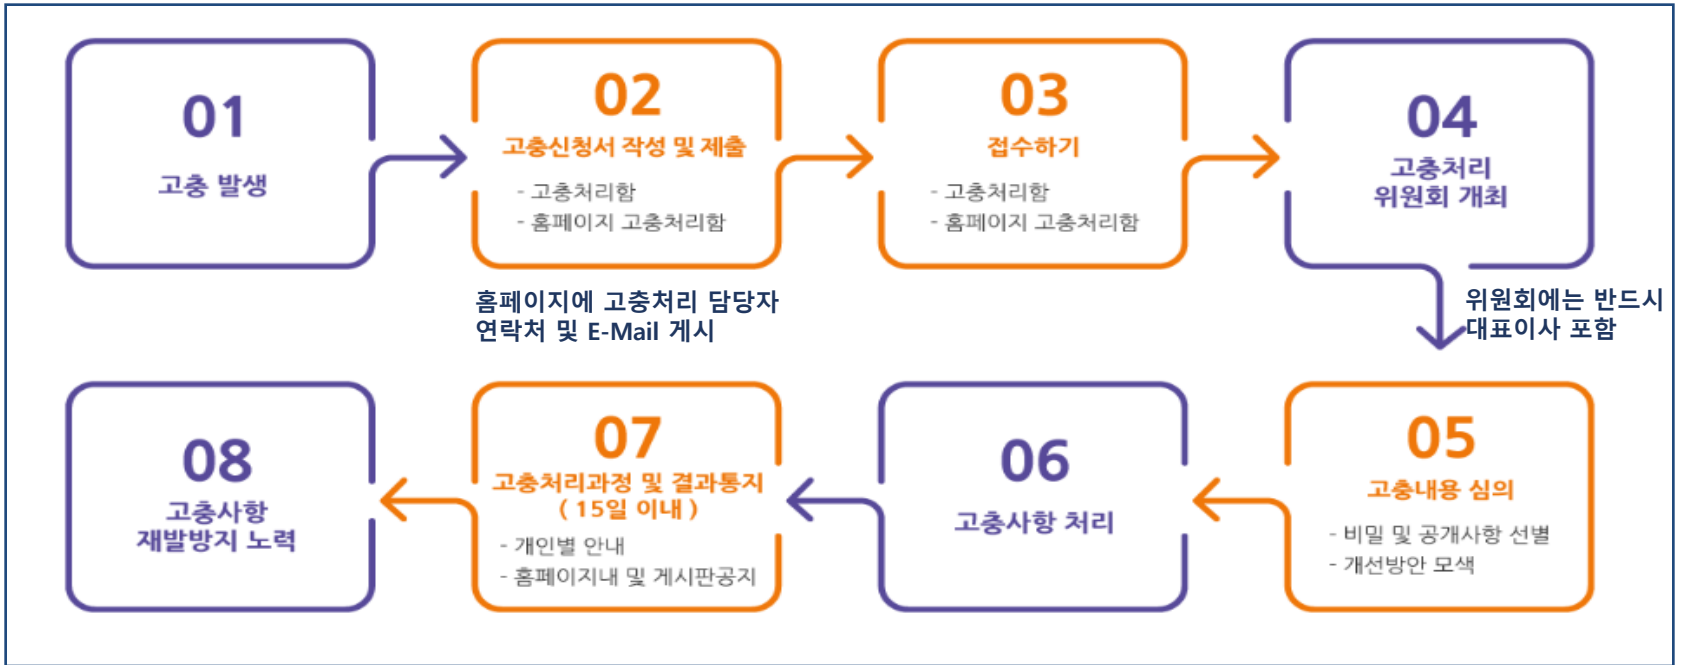 01
고충 발생
02
고충신청서 작성 및 제출
- 고충처리함
- 홈페이지 고충처리함
홈페이지에 고충처리 담당자
연락처 및 E-Mail 게시
03
접수하기
- 고충처리함
- 홈페이지 고충처리함
04
고충처리
위원회 개최
위원회에는 반드시
대표이사 포함
05
고충내용 심의
- 비밀 및 공개사항 선별
- 개선방안 모색
06
고충사항 처리
07
고충처리과정 및 결과통지
( 15일 이내 )
- 개인별 안내
- 홈페이지내 및 게시판공지
08
고충사항
재발방지 노력